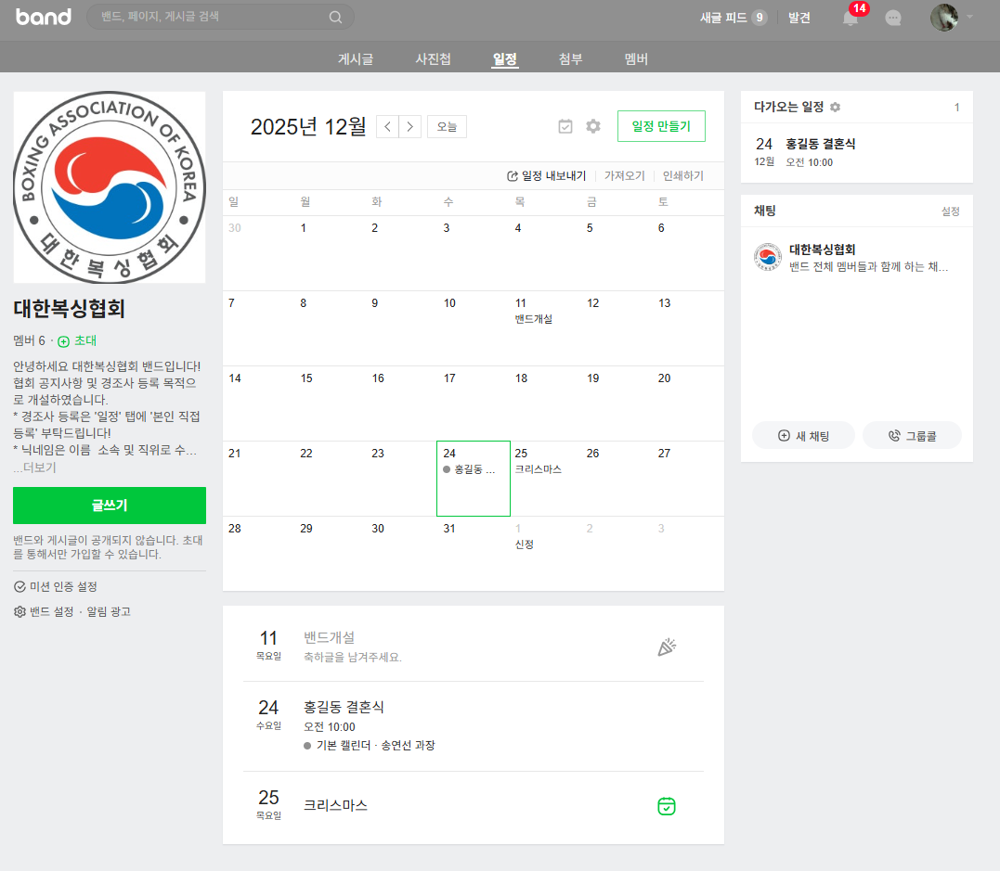 band
밴드, 페이지, 게시글 검색
새글 피드 9
발견
14
게시글
사진첩
일정
첨부
멤버
BOXING ASSOCIATION OF KOREA
대한복싱협회
대한복싱협회
멤버 6 · 초대
안녕하세요 대한복싱협회 밴드입니다!
협회 공지사항 및 경조사 등록 목적으
로 개설하였습니다.
* 경조사 등록은 '일정' 탭에 '본인 직접
등록' 부탁드립니다!
* 닉네임은 이름 소속 및 직위로 수...
...더보기
글쓰기
밴드와 게시글이 공개되지 않습니다. 초대
를 통해서만 가입할 수 있습니다.
미션 인증 설정
밴드 설정 · 알림 광고
2025년 12월
오늘
일정 만들기
일정 내보내기
가져오기
인쇄하기
일 월 화 수 목 금 토
30 1 2 3 4 5 6
7 8 9 10 11 12 13
밴드개설
14 15 16 17 18 19 20
21 22 23 24 25 26 27
홍길동 ... 크리스마스
28 29 30 31 1 2 3
신정
11 밴드개설
목요일 축하글을 남겨주세요.
24 홍길동 결혼식
수요일 오전 10:00
기본 캘린더 · 송연선 과장
25 크리스마스
목요일
다가오는 일정 1
24 홍길동 결혼식
12월 오전 10:00
채팅 설정
대한복싱협회
밴드 전체 멤버들과 함께 하는 채...
새 채팅
그룹콜